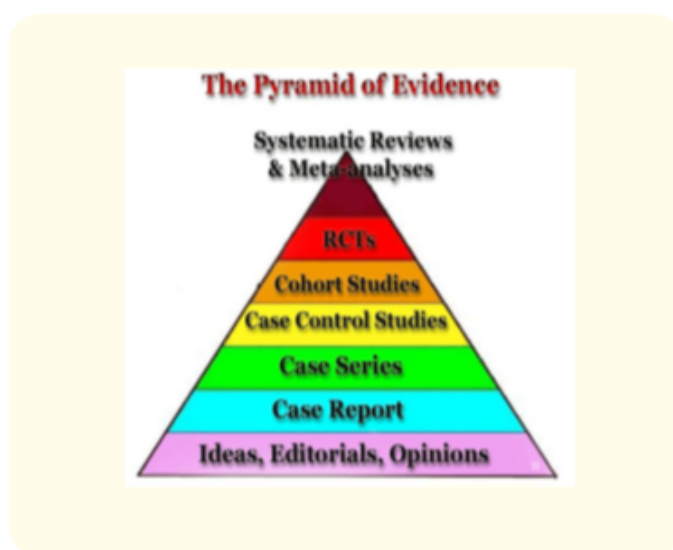 The Pyramid of Evidence
Systematic Reviews
& Meta-analyses
RCTs
Cohort Studies
Case Control Studies
Case Series
Case Report
Ideas, Editorials, Opinions